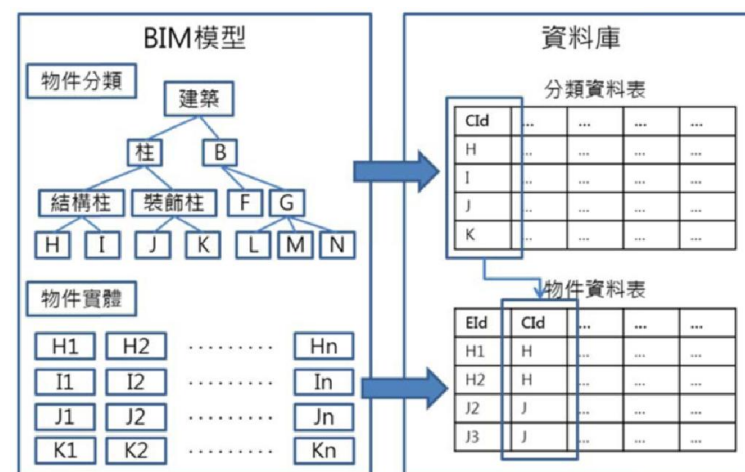 BIM模型
物件分類
建築
柱 B
結構柱 裝飾柱 F G
H I J K L M N
物件實體
H1 H2 ......... Hn
I1 I2 ......... In
J1 J2 ......... Jn
K1 K2 ......... Kn
資料庫
分類資料表
CId ... ... ... ...
H ... ... ... ...
I ... ... ... ...
J ... ... ... ...
K ... ... ... ...
物件資料表
EId CId ... ... ...
H1 H ... ... ...
H2 H ... ... ...
J2 J ... ... ...
J3 J ... ... ...